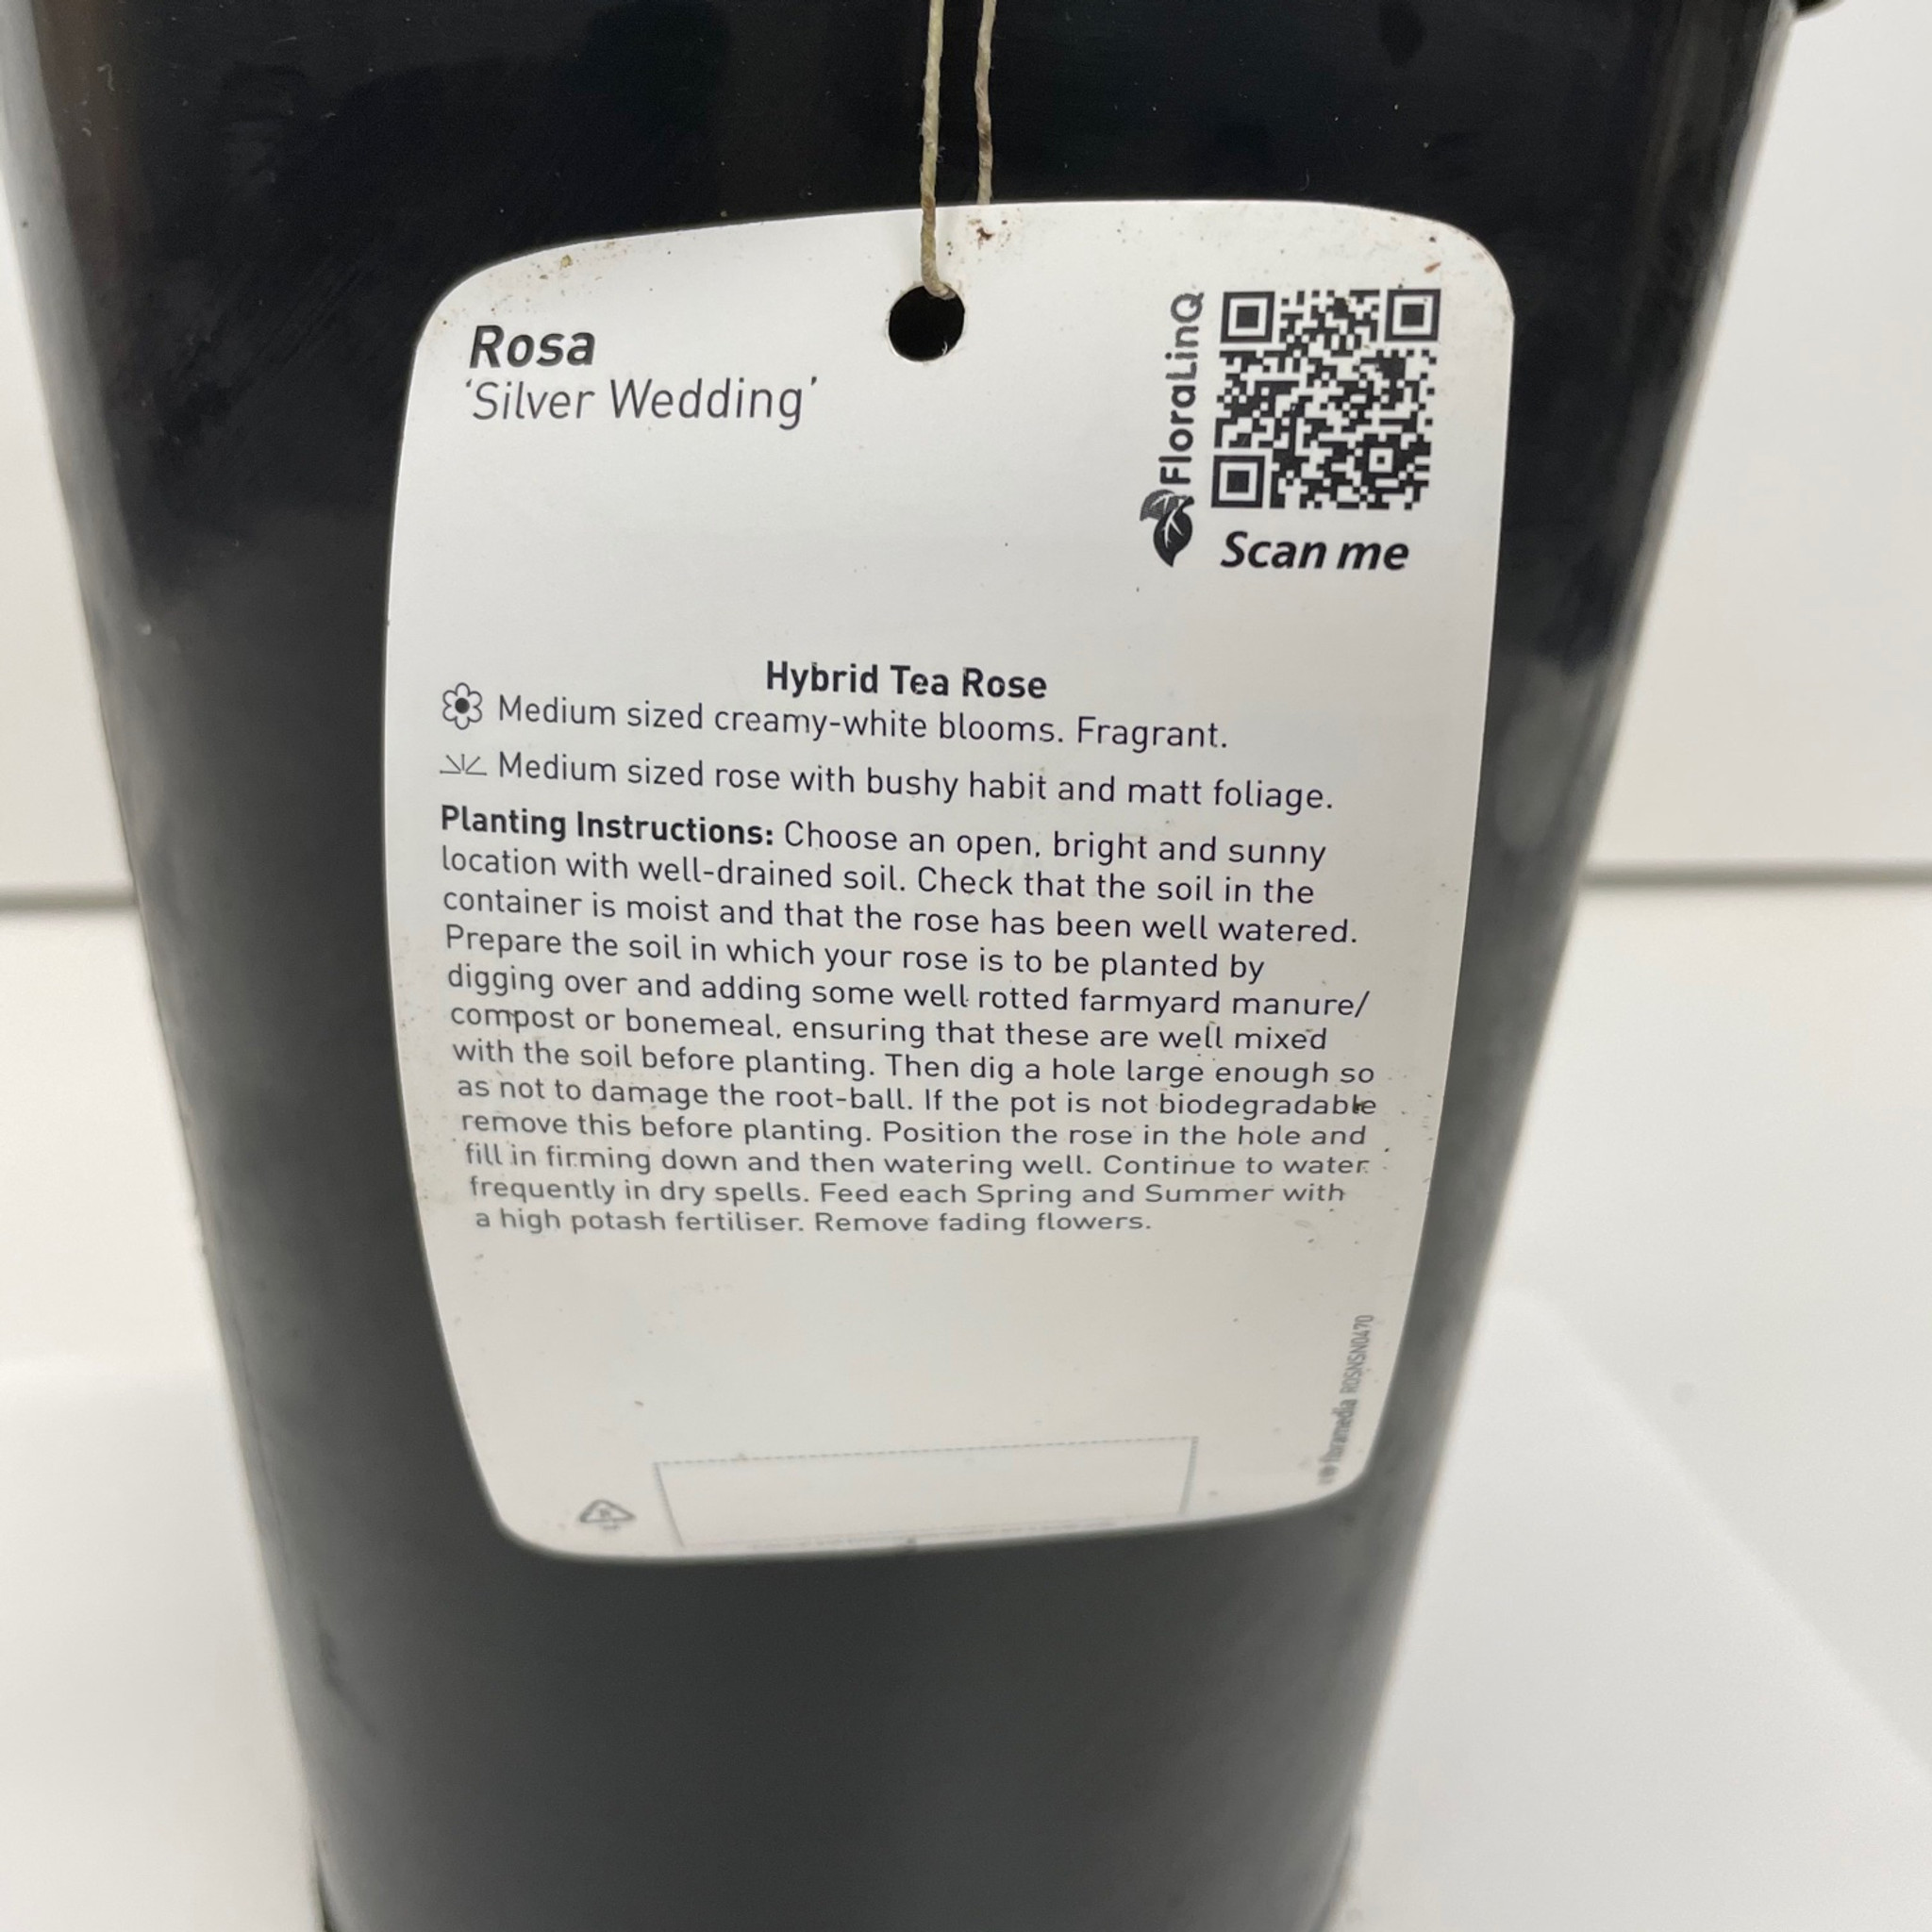 Rosa
‘Silver Wedding’
FloraLinQ
Scan me
Hybrid Tea Rose
Medium sized creamy-white blooms. Fragrant.
Medium sized rose with bushy habit and matt foliage.
Planting Instructions: Choose an open, bright and sunny
location with well-drained soil. Check that the soil in the
container is moist and that the rose has been well watered.
Prepare the soil in which your rose is to be planted by
digging over and adding some well rotted farmyard manure/
compost or bonemeal, ensuring that these are well mixed
with the soil before planting. Then dig a hole large enough so
as not to damage the root-ball. If the pot is not biodegradable
remove this before planting. Position the rose in the hole and
fill in firming down and then watering well. Continue to water
frequently in dry spells. Feed each Spring and Summer with
a high potash fertiliser. Remove fading flowers.
floramedia ROSNSN0470